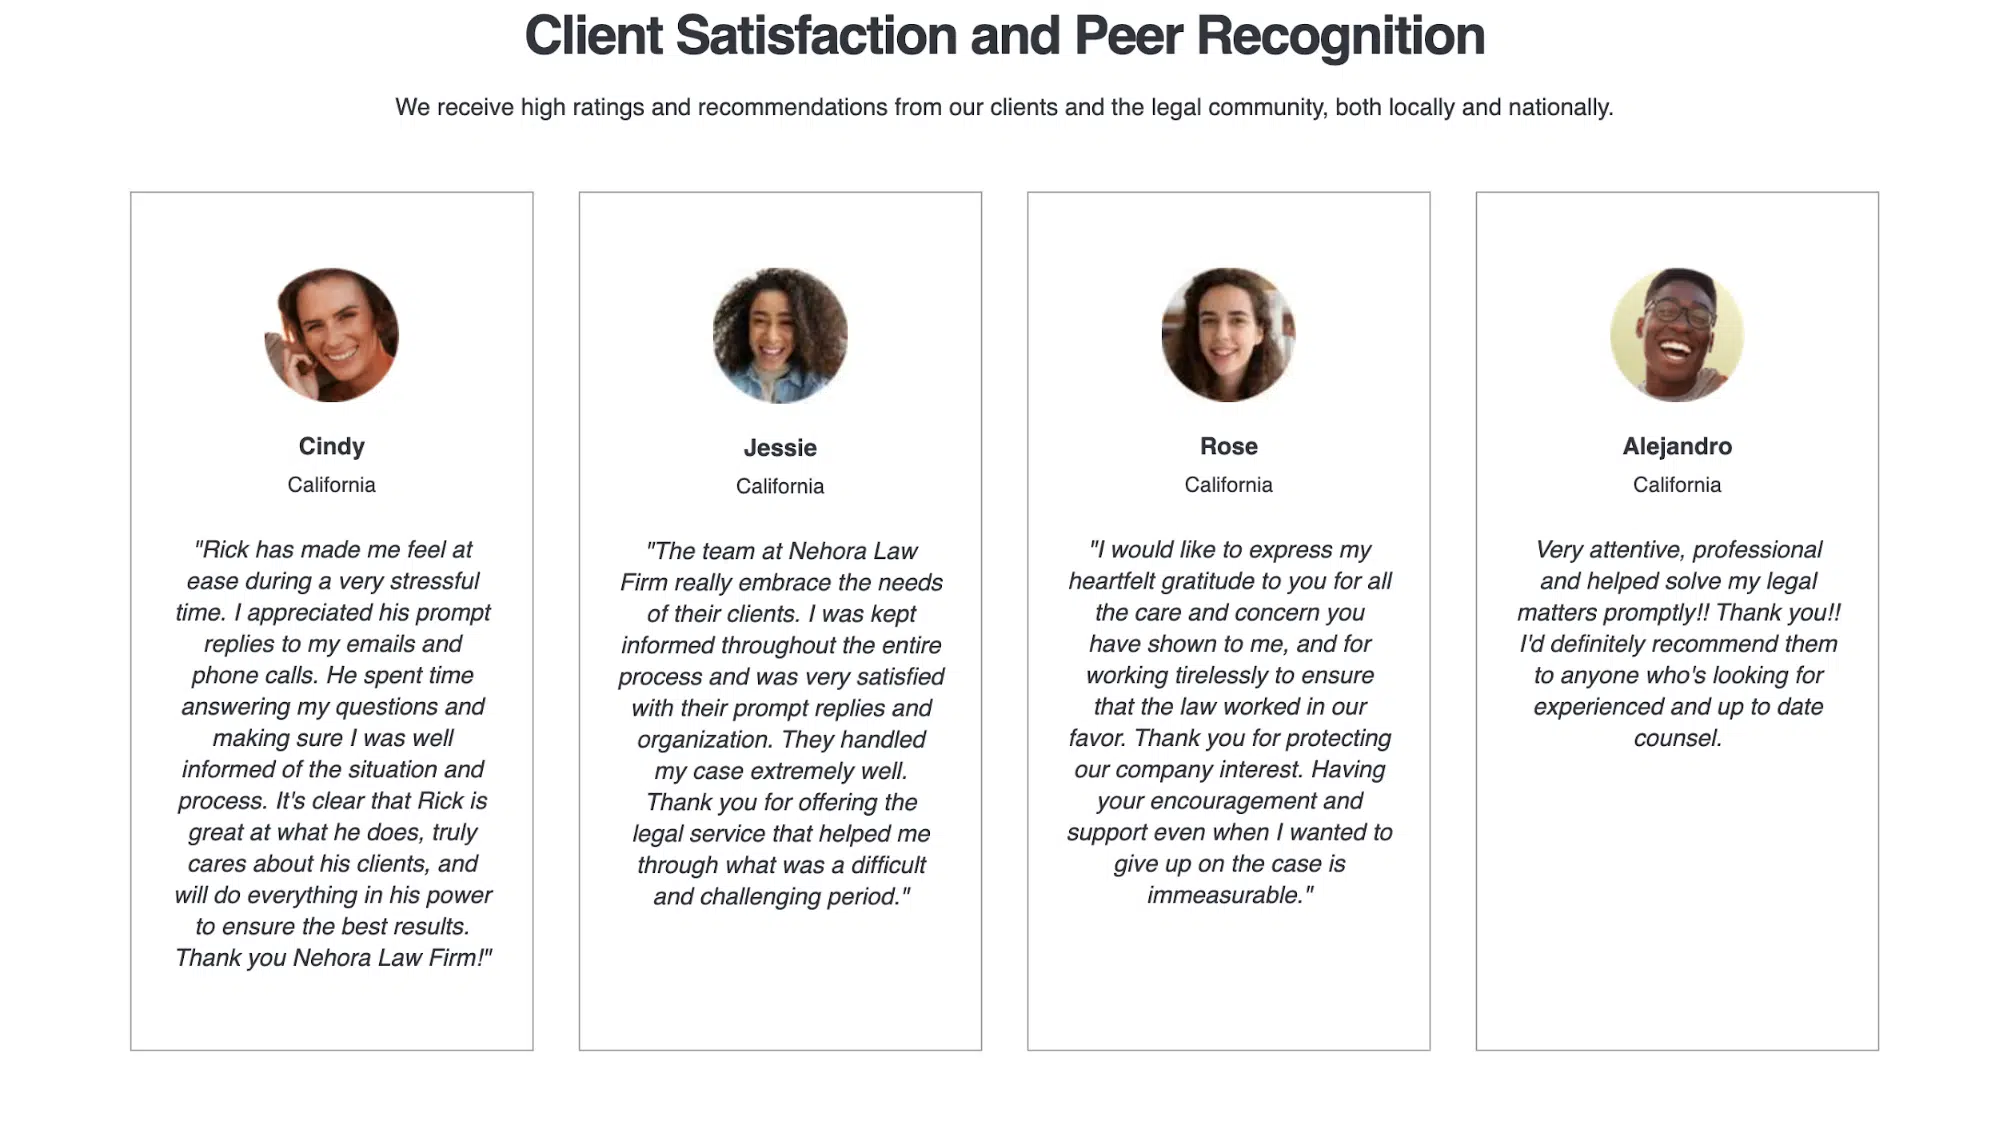 Client Satisfaction and Peer Recognition
We receive high ratings and recommendations from our clients and the legal community, both locally and nationally.
Cindy
California
"Rick has made me feel at
ease during a very stressful
time. I appreciated his prompt
replies to my emails and
phone calls. He spent time
answering my questions and
making sure I was well
informed of the situation and
process. It's clear that Rick is
great at what he does, truly
cares about his clients, and
will do everything in his power
to ensure the best results.
Thank you Nehora Law Firm!"
Jessie
California
"The team at Nehora Law
Firm really embrace the needs
of their clients. I was kept
informed throughout the entire
process and was very satisfied
with their prompt replies and
organization. They handled
my case extremely well.
Thank you for offering the
legal service that helped me
through what was a difficult
and challenging period."
Rose
California
"I would like to express my
heartfelt gratitude to you for all
the care and concern you
have shown to me, and for
working tirelessly to ensure
that the law worked in our
favor. Thank you for protecting
our company interest. Having
your encouragement and
support even when I wanted to
give up on the case is
immeasurable."
Alejandro
California
Very attentive, professional
and helped solve my legal
matters promptly!! Thank you!!
I'd definitely recommend them
to anyone who's looking for
experienced and up to date
counsel.